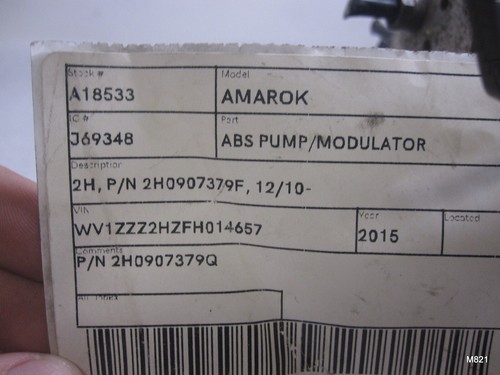 Stock # Model
A18533 AMAROK
IC # Part
J69348 ABS PUMP/MODULATOR
Description
2H, P/N 2H0907379F, 12/10-
VIN Year Located
WV1ZZZ2HZFH014657 2015
Comments
P/N 2H0907379Q
M821